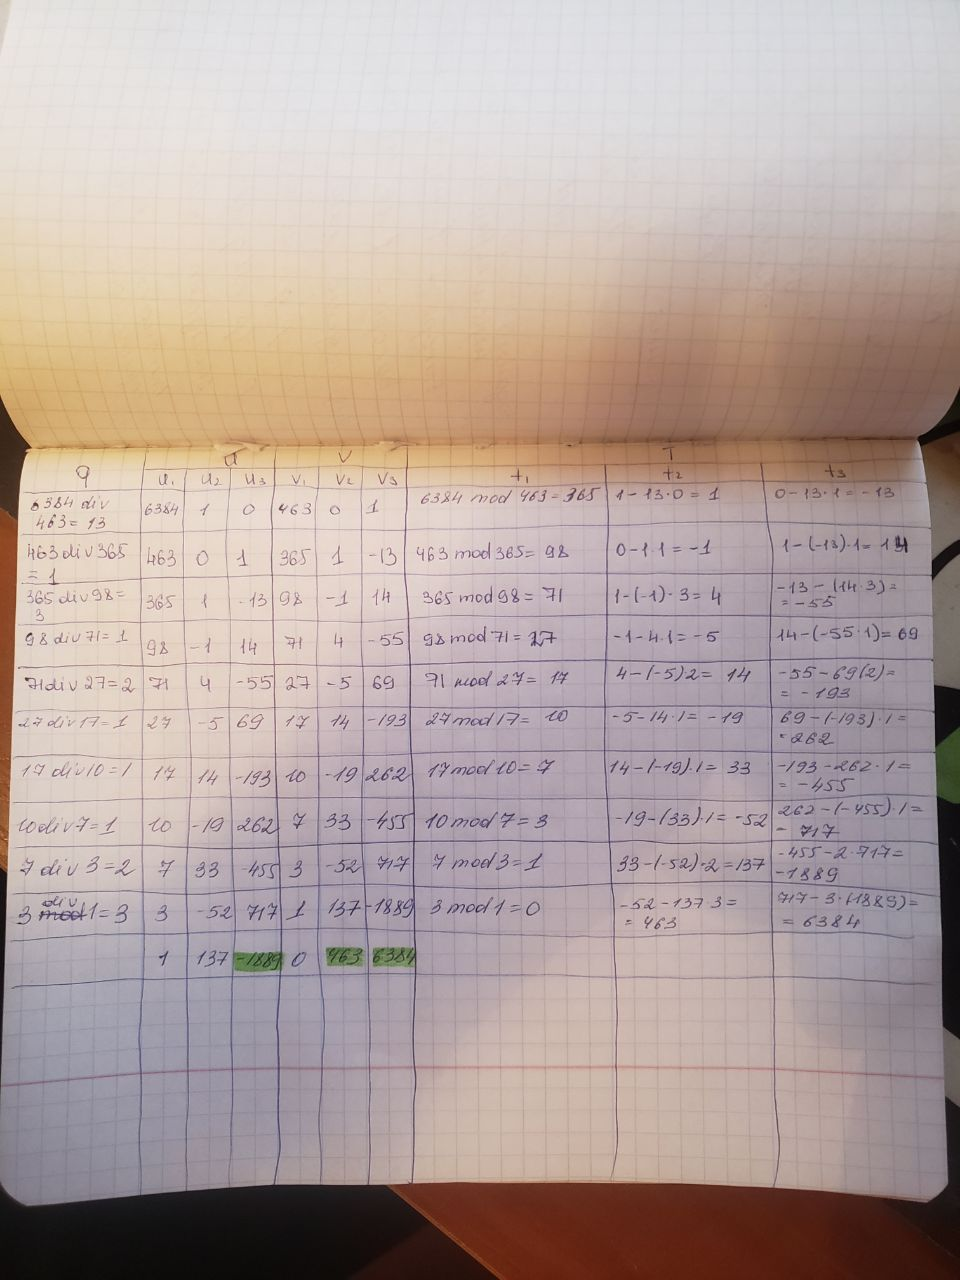 U V T
q u₁ u₂ u₃ v₁ v₂ v₃ t₁ t₂ t₃
6384 div 6384 1 0 463 0 1 6384 mod 463 = 365 1 - 13·0 = 1 0 - 13·1 = -13
463 = 13
463 div 365 463 0 1 365 1 -13 463 mod 365 = 98 0 - 1·1 = -1 1 - (-13)·1 = 14
= 1
365 div 98 = 365 1 -13 98 -1 14 365 mod 98 = 71 1 - (-1)·3 = 4 -13 - (14·3) =
3 = -55
98 div 71 = 1 98 -1 14 71 4 -55 98 mod 71 = 27 -1 - 4·1 = -5 14 - (-55·1) = 69
71 div 27 = 2 71 4 -55 27 -5 69 71 mod 27 = 17 4 - (-5)2 = 14 -55 - 69(2) =
= -193
27 div 17 = 1 27 -5 69 17 14 -193 27 mod 17 = 10 -5 - 14·1 = -19 69 - (-193)·1 =
= 262
17 div 10 = 1 17 14 -193 10 -19 262 17 mod 10 = 7 14 - (-19)·1 = 33 -193 - 262·1 =
= -455
10 div 7 = 1 10 -19 262 7 33 -455 10 mod 7 = 3 -19 - (33)·1 = -52 262 - (-455)·1 =
= 717
7 div 3 = 2 7 33 -455 3 -52 717 7 mod 3 = 1 33 - (-52)·2 = 137 -455 - 2·717 =
-1889
div
3 mod 1 = 3 3 -52 717 1 137 -1889 3 mod 1 = 0 -52 - 137·3 = 717 - 3·(1889) =
= 463 = 6384
1 137 -1889 0 463 6384